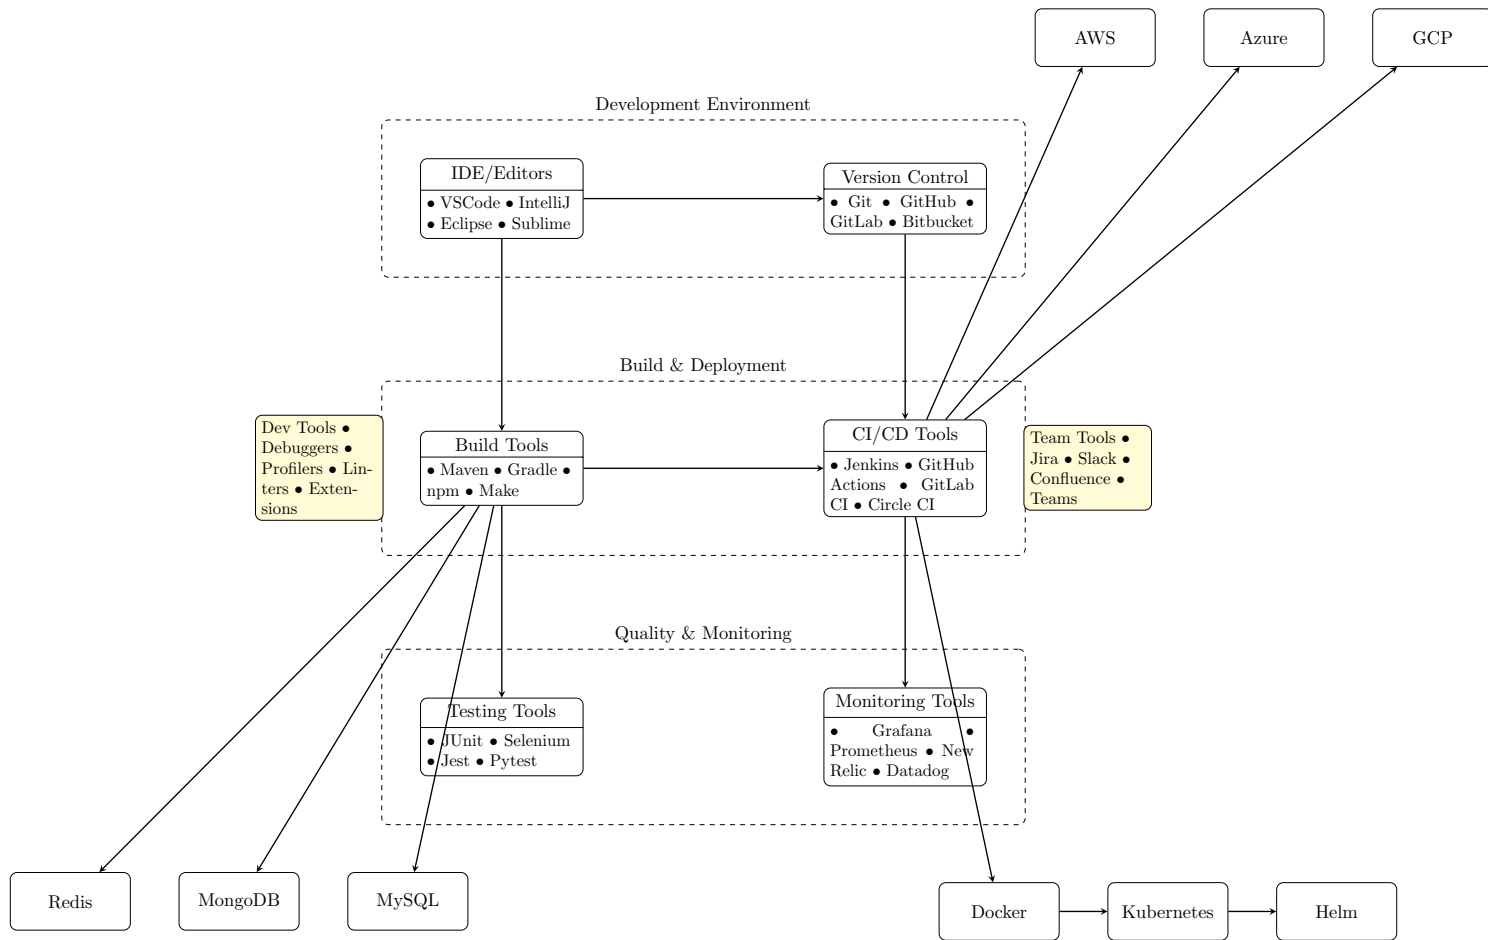 AWS
Azure
GCP
Development Environment
IDE/Editors
• VSCode • IntelliJ
• Eclipse • Sublime
Version Control
• Git • GitHub •
GitLab • Bitbucket
Build & Deployment
Dev Tools •
Debuggers •
Profilers • Lin-
ters • Exten-
sions
Build Tools
• Maven • Gradle •
npm • Make
CI/CD Tools
• Jenkins • GitHub
Actions • GitLab
CI • Circle CI
Team Tools •
Jira • Slack •
Confluence •
Teams
Quality & Monitoring
Testing Tools
• JUnit • Selenium
• Jest • Pytest
Monitoring Tools
• Grafana •
Prometheus • New
Relic • Datadog
Redis
MongoDB
MySQL
Docker
Kubernetes
Helm